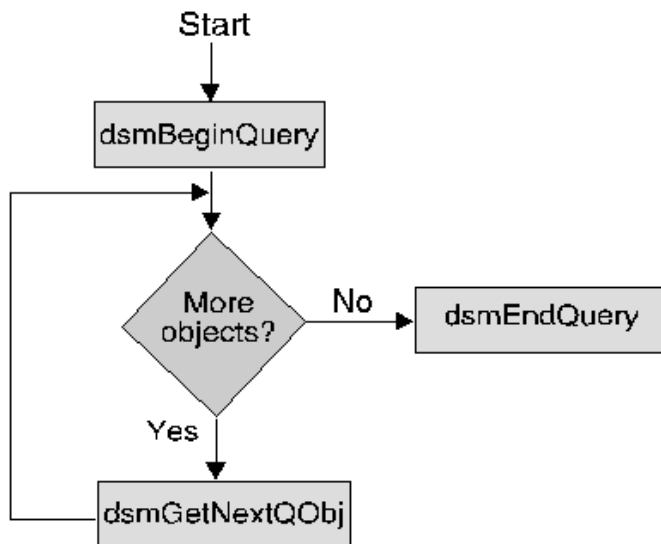 Start
dsmBeginQuery
More
objects?
No
dsmEndQuery
Yes
dsmGetNextQObj